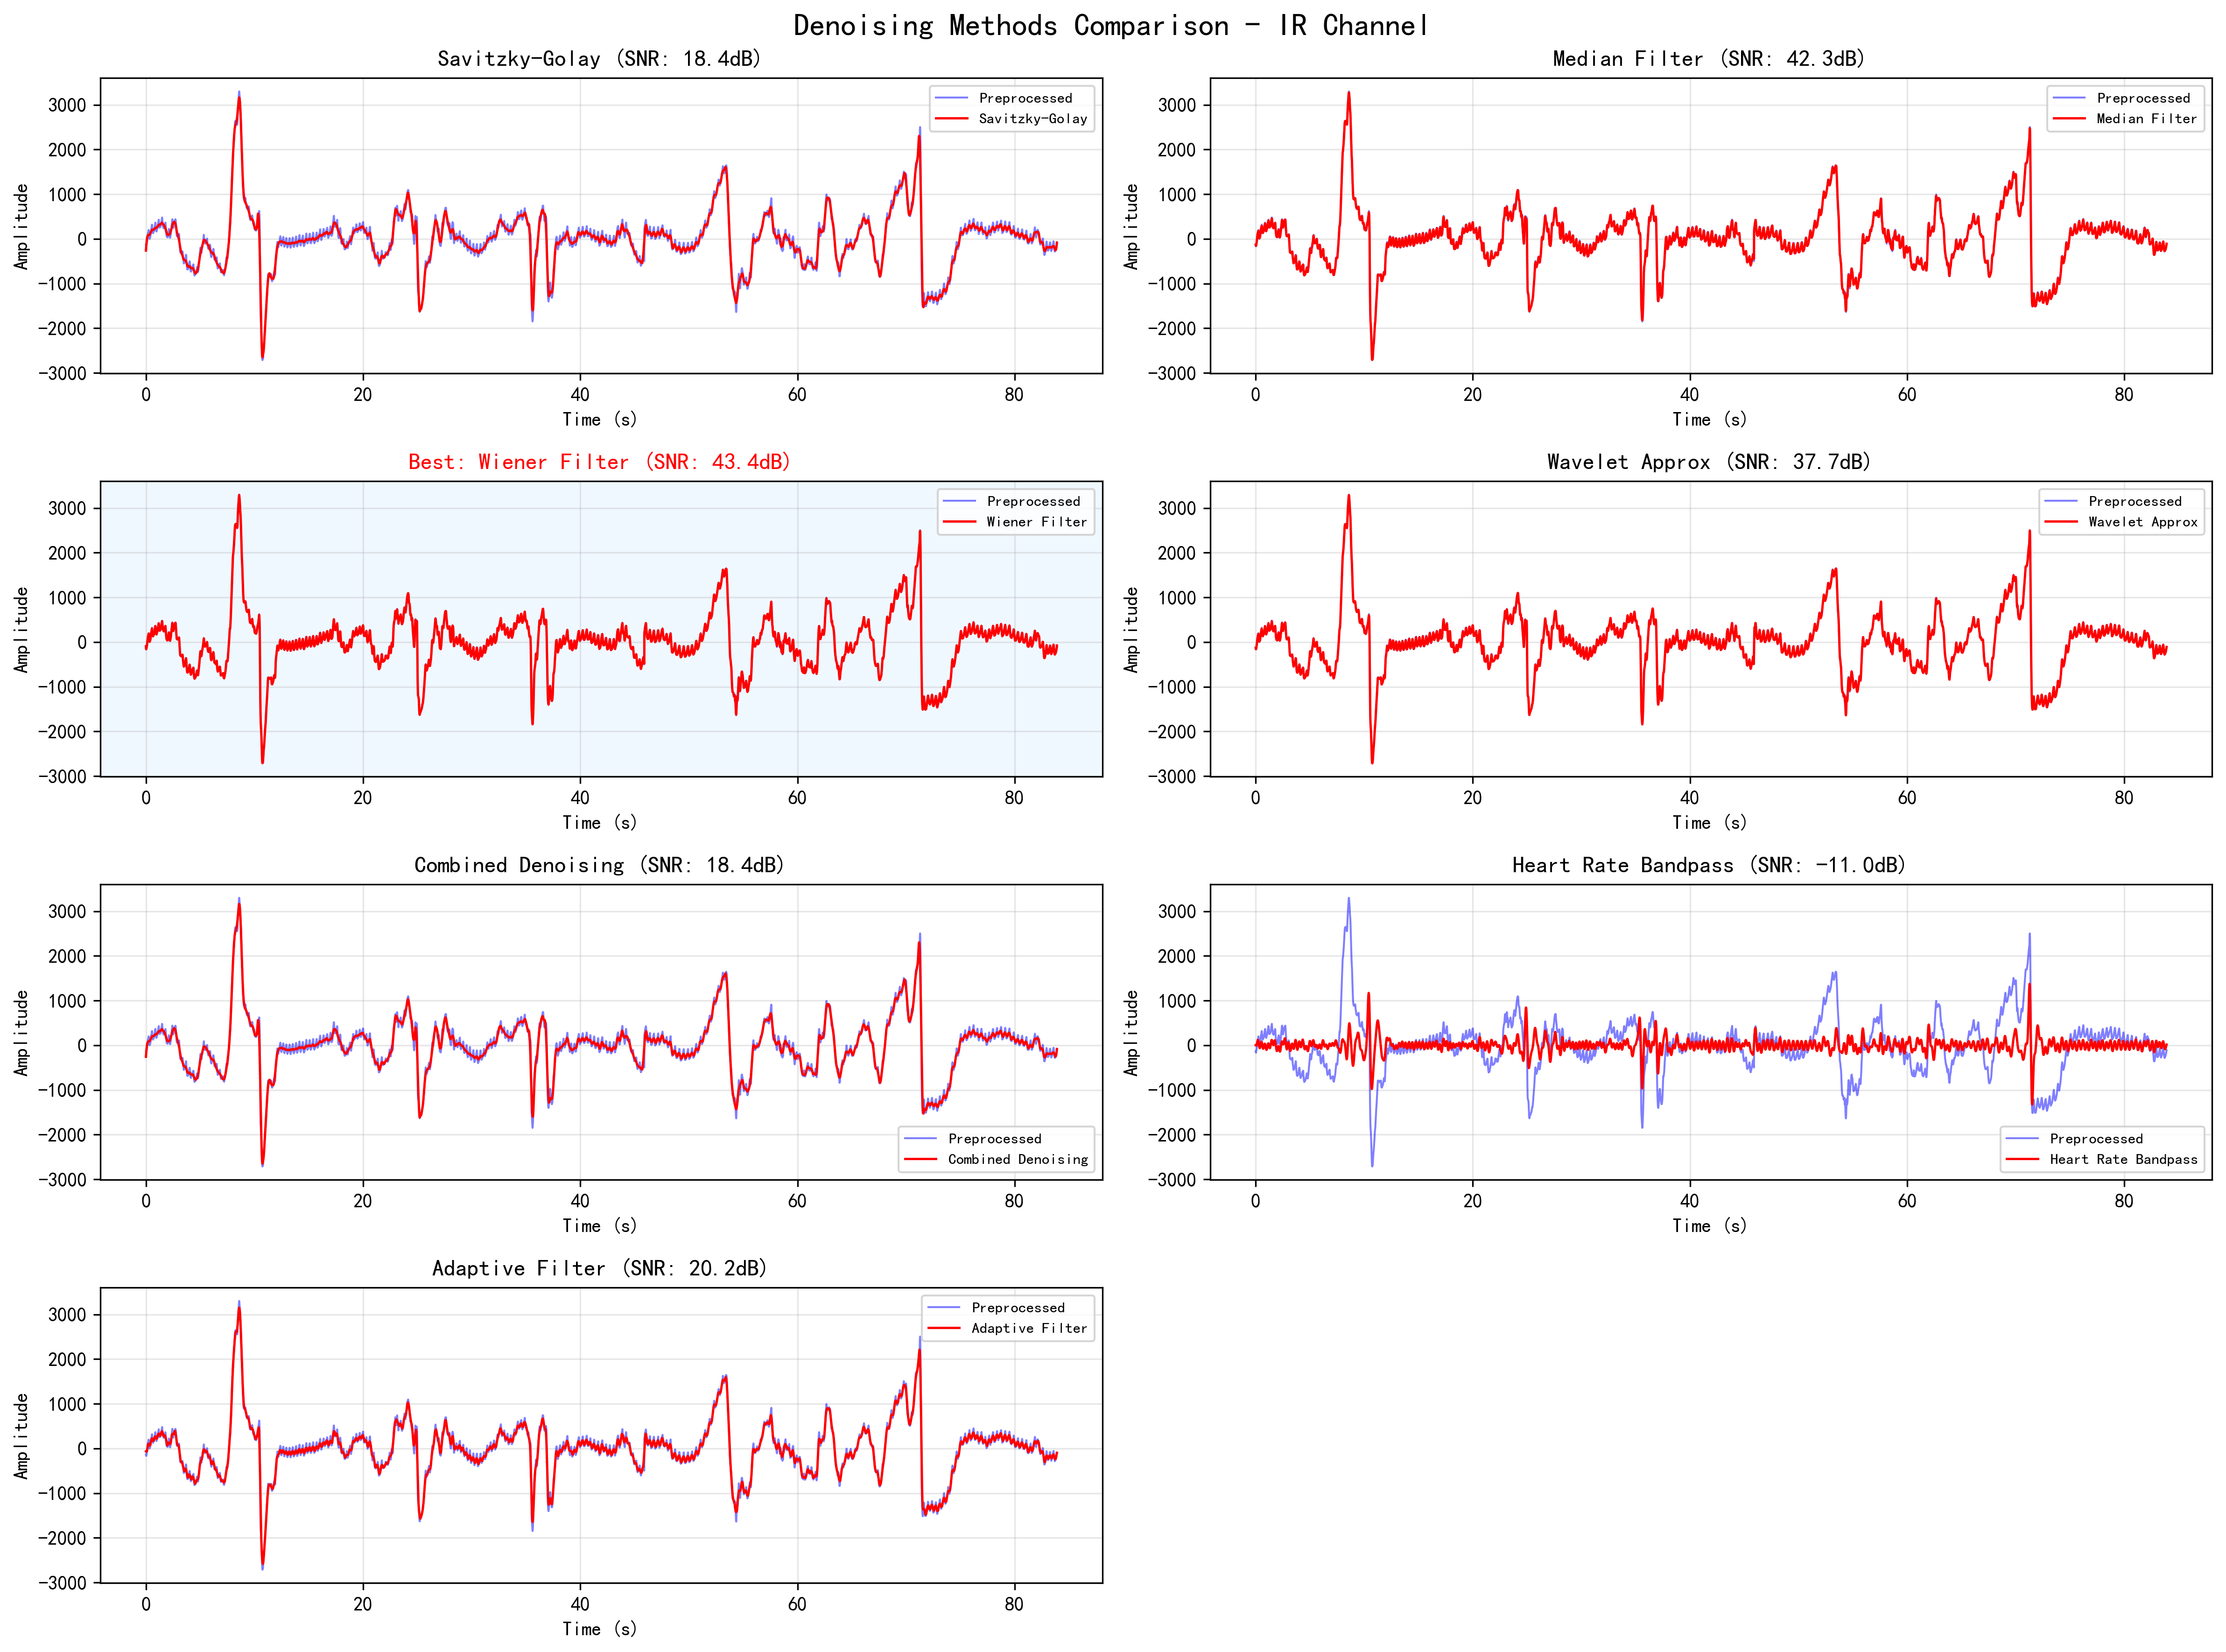 Denoising Methods Comparison - IR Channel
Savitzky-Golay (SNR: 18.4dB)
Preprocessed
Savitzky-Golay
Amplitude
3000
2000
1000
0
−1000
−2000
−3000
0 20 40 60 80
Time (s)
Median Filter (SNR: 42.3dB)
Preprocessed
Median Filter
Amplitude
3000
2000
1000
0
−1000
−2000
−3000
0 20 40 60 80
Time (s)
Best: Wiener Filter (SNR: 43.4dB)
Preprocessed
Wiener Filter
Amplitude
3000
2000
1000
0
−1000
−2000
−3000
0 20 40 60 80
Time (s)
Wavelet Approx (SNR: 37.7dB)
Preprocessed
Wavelet Approx
Amplitude
3000
2000
1000
0
−1000
−2000
−3000
0 20 40 60 80
Time (s)
Combined Denoising (SNR: 18.4dB)
Preprocessed
Combined Denoising
Amplitude
3000
2000
1000
0
−1000
−2000
−3000
0 20 40 60 80
Time (s)
Heart Rate Bandpass (SNR: -11.0dB)
Preprocessed
Heart Rate Bandpass
Amplitude
3000
2000
1000
0
−1000
−2000
−3000
0 20 40 60 80
Time (s)
Adaptive Filter (SNR: 20.2dB)
Preprocessed
Adaptive Filter
Amplitude
3000
2000
1000
0
−1000
−2000
−3000
0 20 40 60 80
Time (s)